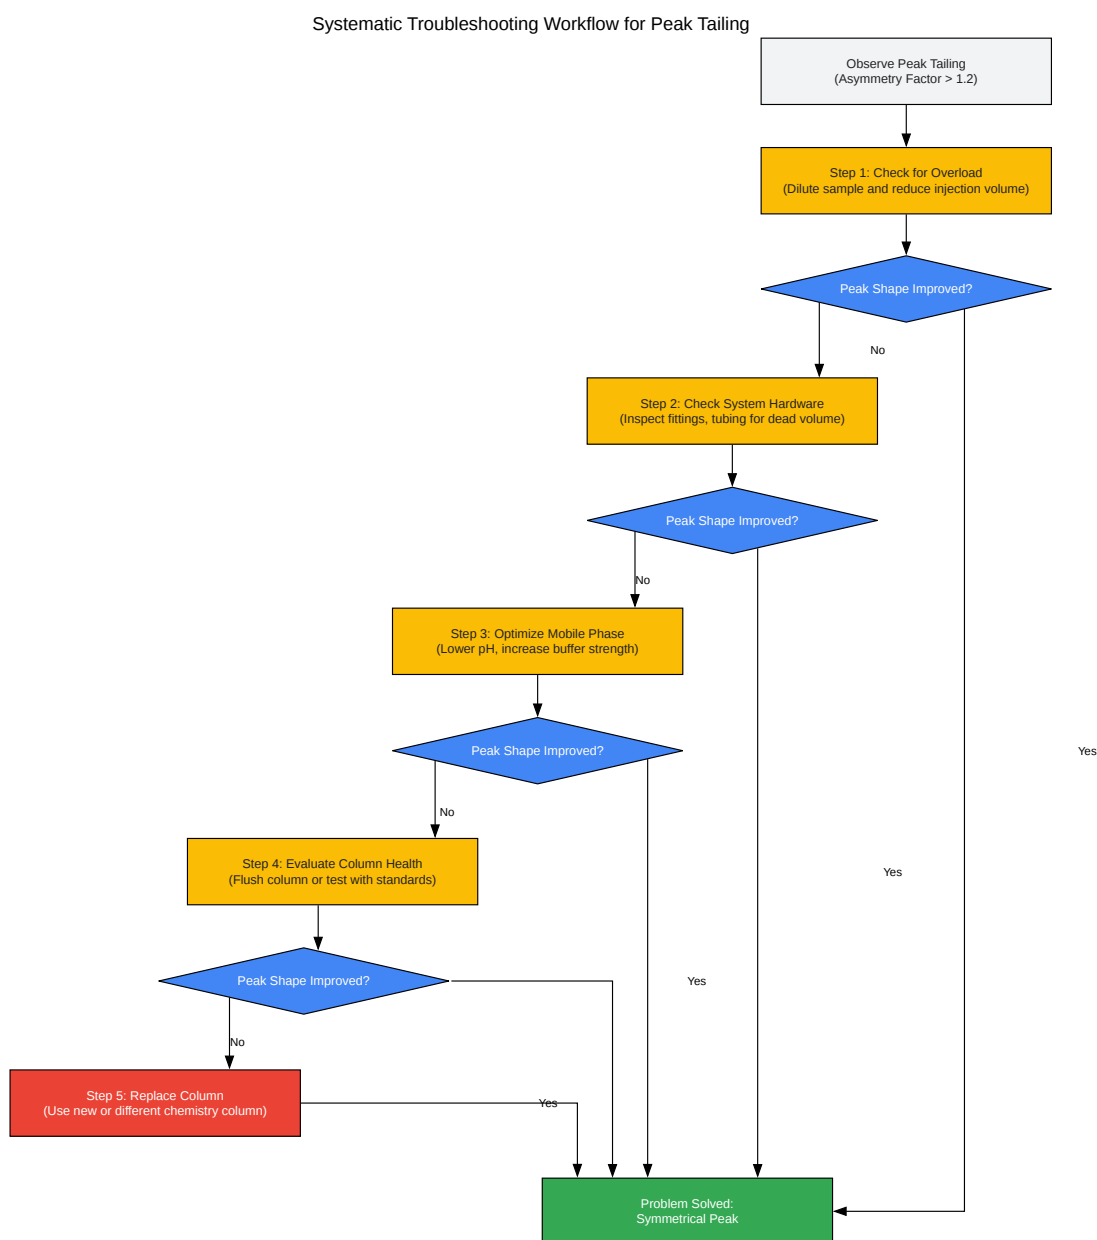 Systematic Troubleshooting Workflow for Peak Tailing
Observe Peak Tailing
(Asymmetry Factor > 1.2)
Step 1: Check for Overload
(Dilute sample and reduce injection volume)
Peak Shape Improved?
No
Step 2: Check System Hardware
(Inspect fittings, tubing for dead volume)
Peak Shape Improved?
No
Step 3: Optimize Mobile Phase
(Lower pH, increase buffer strength)
Peak Shape Improved?
Yes
No
Step 4: Evaluate Column Health
(Flush column or test with standards)
Yes
Peak Shape Improved?
Yes
No
Step 5: Replace Column
(Use new or different chemistry column)
Yes
Problem Solved:
Symmetrical Peak